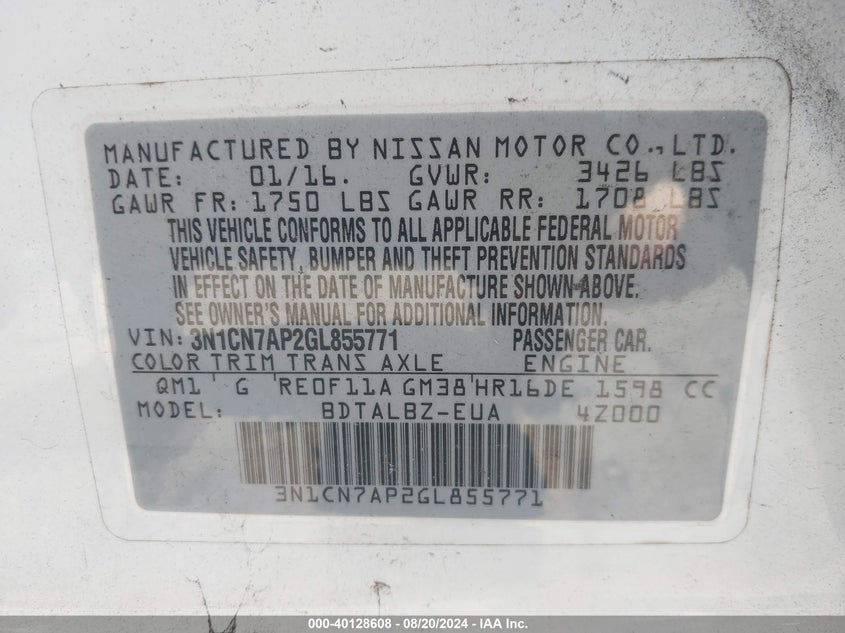 MANUFACTURED BY NISSAN MOTOR CO., LTD.
DATE: 01/16. GVWR: 3426 LBS
GAWR FR: 1750 LBS GAWR RR: 1708 LBS
THIS VEHICLE CONFORMS TO ALL APPLICABLE FEDERAL MOTOR
VEHICLE SAFETY, BUMPER AND THEFT PREVENTION STANDARDS
IN EFFECT ON THE DATE OF MANUFACTURE SHOWN ABOVE.
SEE OWNER'S MANUAL FOR ADDITIONAL INFORMATION.
VIN: 3N1CN7AP2GL855771 PASSENGER CAR.
COLOR TRIM TRANS AXLE ENGINE
QM1 G RE0F11A GM38 HR16DE 1598 CC
MODEL: BDTALBZ-EUA 4Z000
3N1CN7AP2GL855771
000-40128608 - 08/20/2024 - IAA Inc.